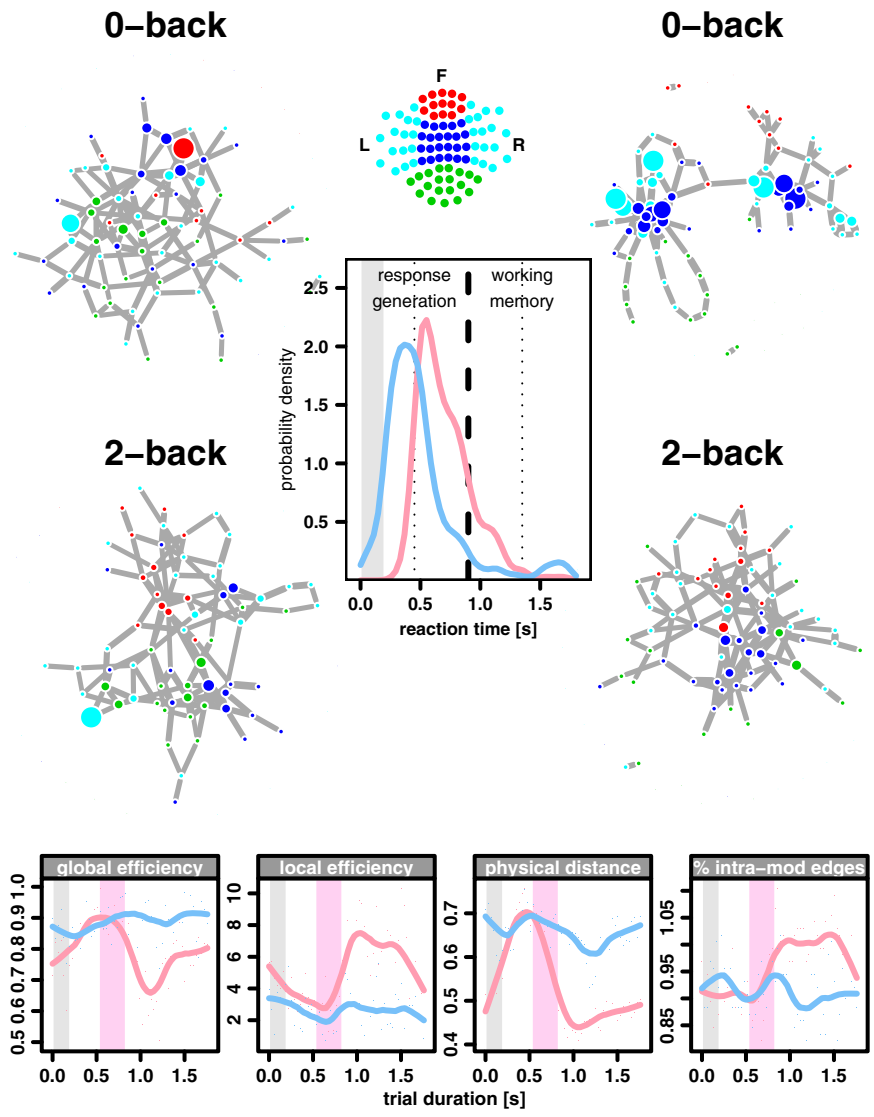 0−back
0−back
F
L
R
response
generation
working
memory
2.5
2.0
1.5
1.0
0.5
probability density
0.0 0.5 1.0 1.5
reaction time [s]
2−back
2−back
global efficiency
local efficiency
physical distance
% intra−mod edges
0.5 0.6 0.7 0.8 0.9 1.0
2 4 6 8 10
0.4 0.5 0.6 0.7
0.85 0.95 1.05
0.0 0.5 1.0 1.5
0.0 0.5 1.0 1.5
0.0 0.5 1.0 1.5
0.0 0.5 1.0 1.5
trial duration [s]